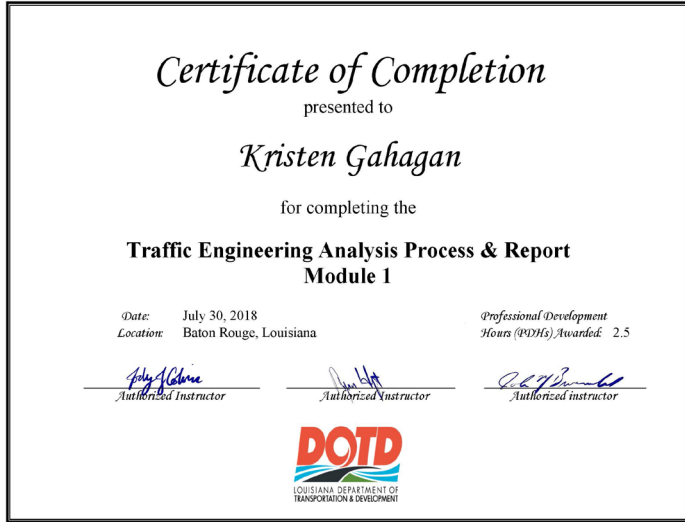 Certificate of Completion
presented to
Kristen Gahagan
for completing the
Traffic Engineering Analysis Process & Report
Module 1
Date: July 30, 2018
Location: Baton Rouge, Louisiana
Professional Development
Hours (PDHs) Awarded: 2.5
Authorized Instructor
Authorized Instructor
Authorized instructor
DOTD
LOUISIANA DEPARTMENT OF
TRANSPORTATION & DEVELOPMENT